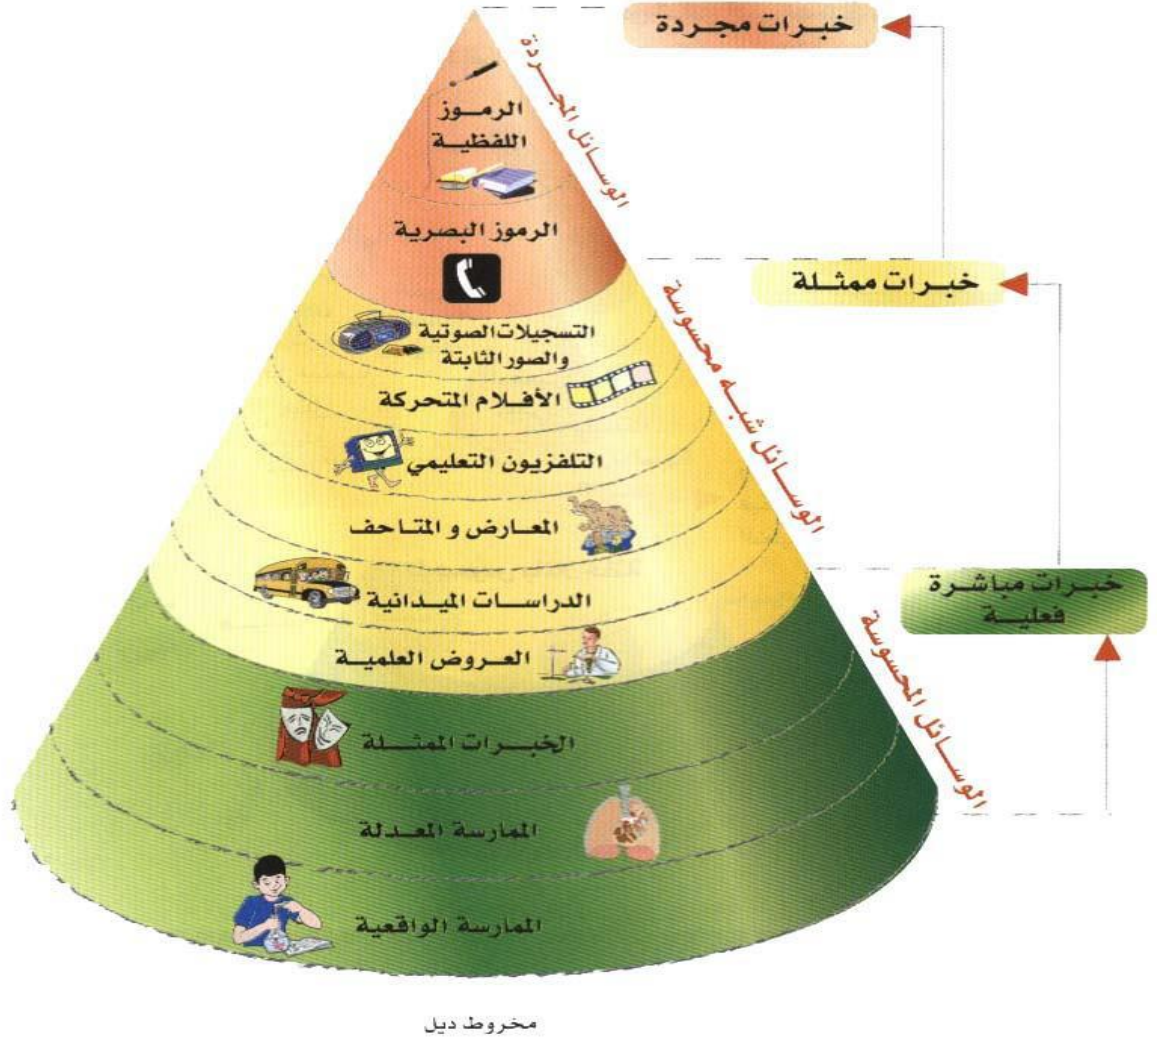 خبرات مجردة
الوسائل المجردة
الرموز
اللفظية
الرموز البصرية
خبرات ممثلة
الوسائل شبه محسوسة
التسجيلات الصوتية
والصور الثابتة
الأفلام المتحركة
التلفزيون التعليمي
المعارض و المتاحف
الدراسات الميدانية
العروض العلمية
خبرات مباشرة
فعلية
الوسائل المحسوسة
الخبرات الممثلة
الممارسة المعدلة
الممارسة الواقعية
مخروط ديل